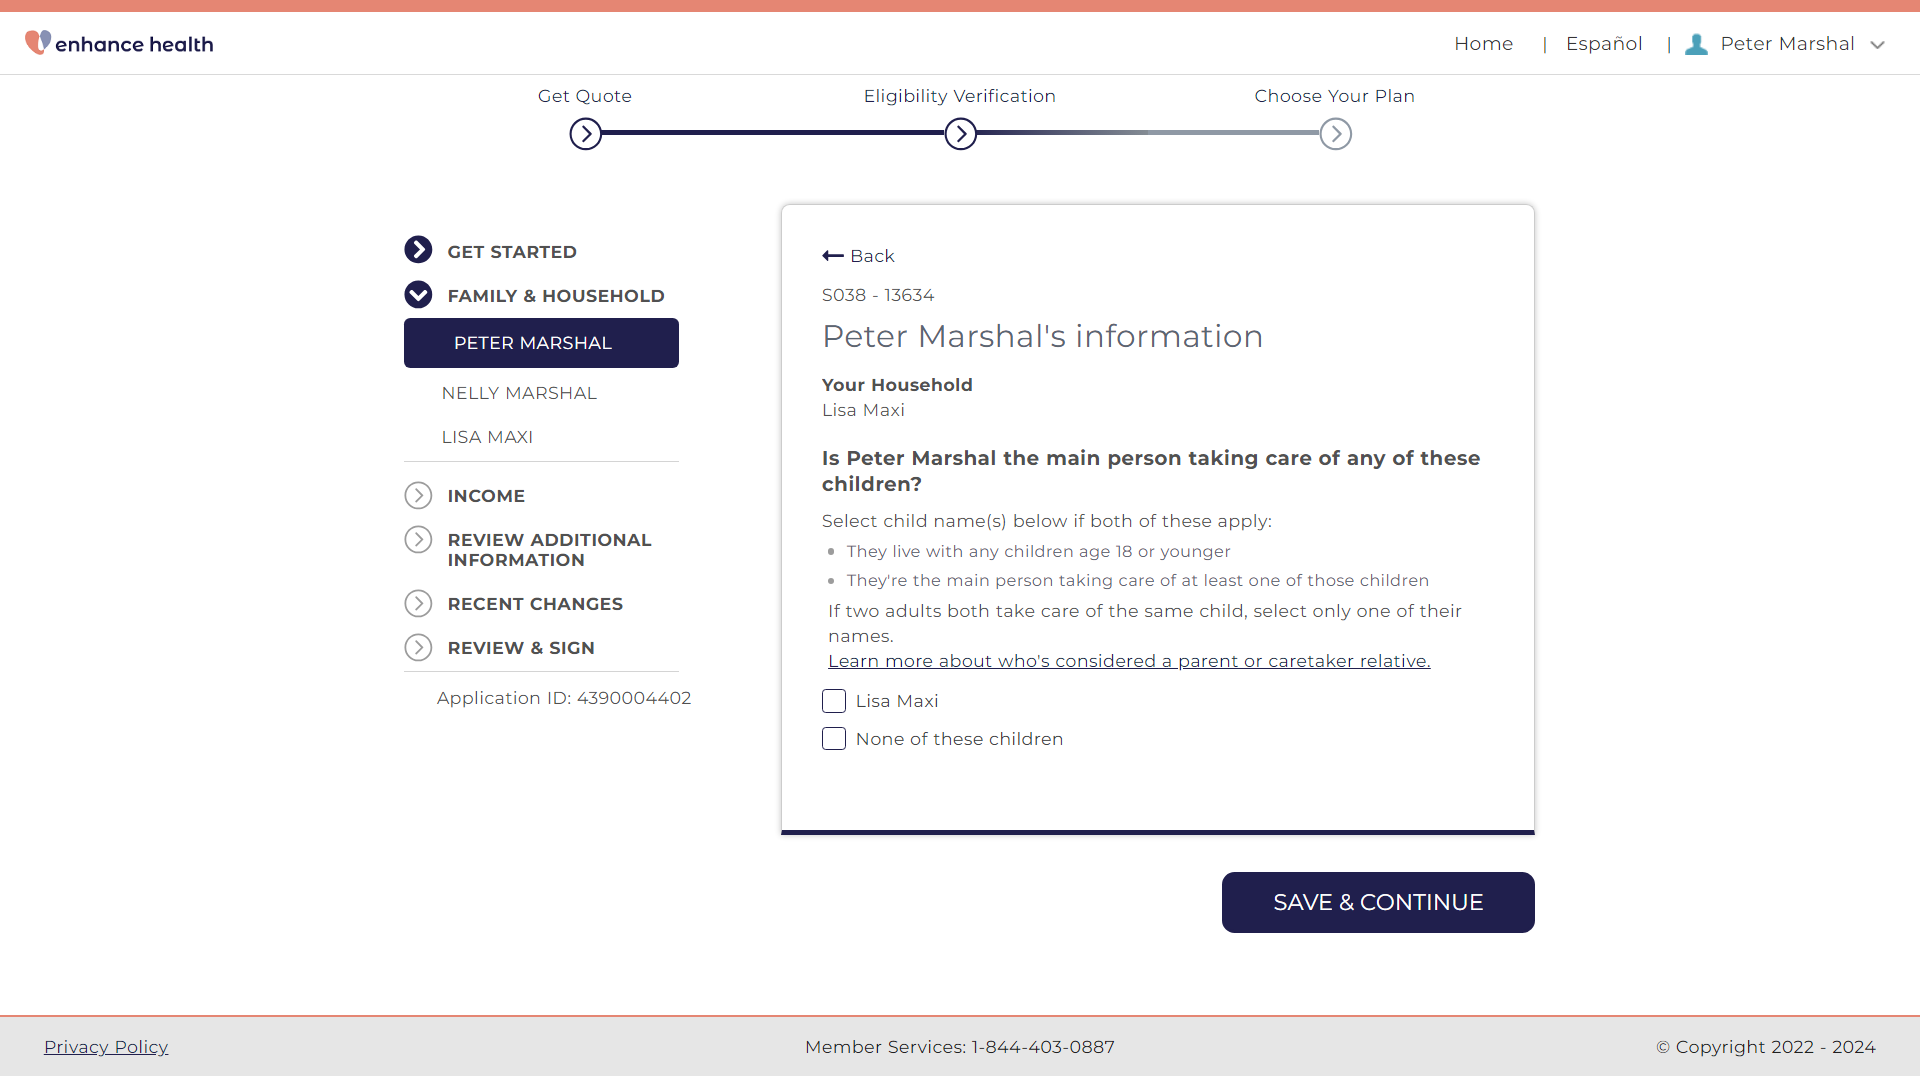 enhance health
Home | Español | Peter Marshal
Get Quote
Eligibility Verification
Choose Your Plan
GET STARTED
FAMILY & HOUSEHOLD
PETER MARSHAL
NELLY MARSHAL
LISA MAXI
INCOME
REVIEW ADDITIONAL
INFORMATION
RECENT CHANGES
REVIEW & SIGN
Application ID: 4390004402
Back
S038 - 13634
Peter Marshal's information
Your Household
Lisa Maxi
Is Peter Marshal the main person taking care of any of these
children?
Select child name(s) below if both of these apply:
They live with any children age 18 or younger
They're the main person taking care of at least one of those children
If two adults both take care of the same child, select only one of their
names.
Learn more about who's considered a parent or caretaker relative.
Lisa Maxi
None of these children
SAVE & CONTINUE
Privacy Policy
Member Services: 1-844-403-0887
© Copyright 2022 - 2024